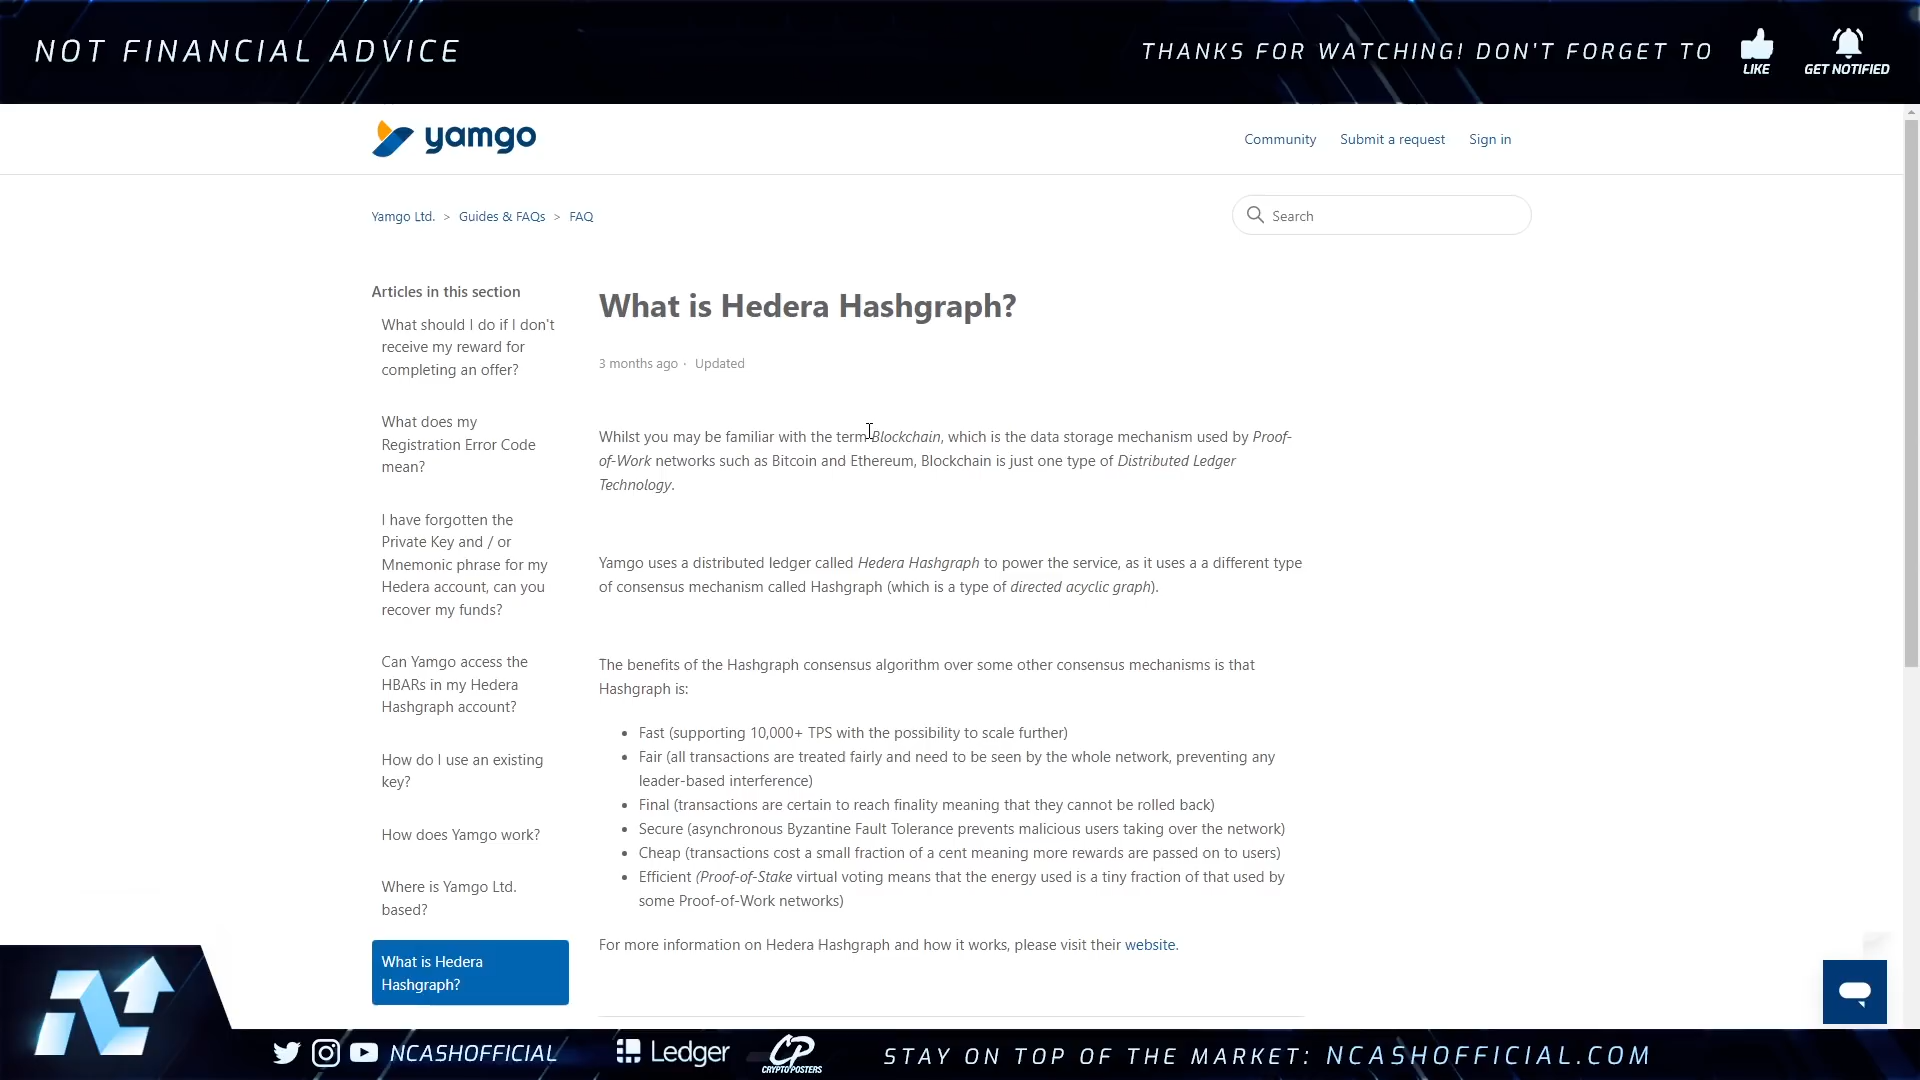 NOT FINANCIAL ADVICE
THANKS FOR WATCHING! DON'T FORGET TO
LIKE
GET NOTIFIED
yamgo
Community
Submit a request
Sign in
Yamgo Ltd. > Guides & FAQs > FAQ
Search
Articles in this section
What should I do if I don't
receive my reward for
completing an offer?
What does my
Registration Error Code
mean?
I have forgotten the
Private Key and / or
Mnemonic phrase for my
Hedera account, can you
recover my funds?
Can Yamgo access the
HBARs in my Hedera
Hashgraph account?
How do I use an existing
key?
How does Yamgo work?
Where is Yamgo Ltd.
based?
What is Hedera
Hashgraph?
What is Hedera Hashgraph?
3 months ago · Updated
Whilst you may be familiar with the term Blockchain, which is the data storage mechanism used by Proof-
of-Work networks such as Bitcoin and Ethereum, Blockchain is just one type of Distributed Ledger
Technology.
Yamgo uses a distributed ledger called Hedera Hashgraph to power the service, as it uses a a different type
of consensus mechanism called Hashgraph (which is a type of directed acyclic graph).
The benefits of the Hashgraph consensus algorithm over some other consensus mechanisms is that
Hashgraph is:
• Fast (supporting 10,000+ TPS with the possibility to scale further)
• Fair (all transactions are treated fairly and need to be seen by the whole network, preventing any
leader-based interference)
• Final (transactions are certain to reach finality meaning that they cannot be rolled back)
• Secure (asynchronous Byzantine Fault Tolerance prevents malicious users taking over the network)
• Cheap (transactions cost a small fraction of a cent meaning more rewards are passed on to users)
• Efficient (Proof-of-Stake virtual voting means that the energy used is a tiny fraction of that used by
some Proof-of-Work networks)
For more information on Hedera Hashgraph and how it works, please visit their website.
NCASHOFFICIAL
Ledger
CP
CRYPTOPOSTERS
STAY ON TOP OF THE MARKET: NCASHOFFICIAL.COM